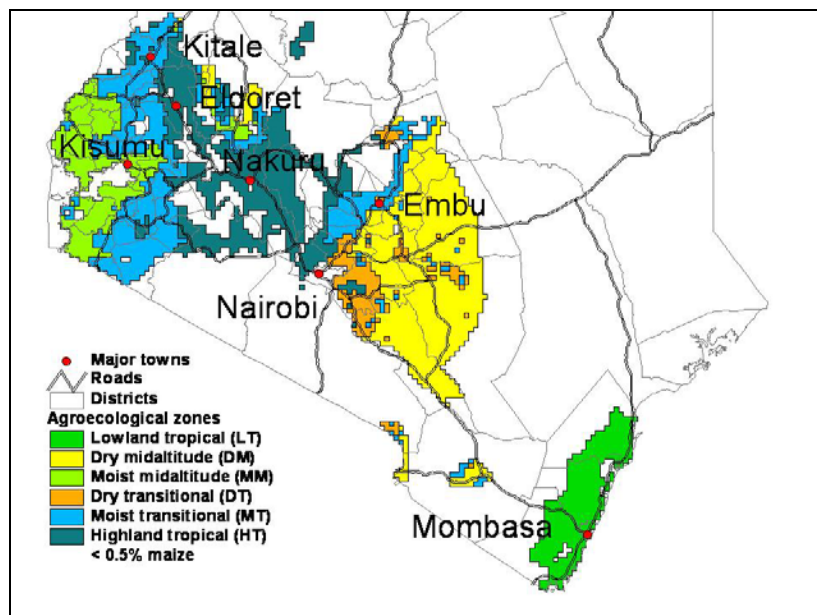 Kitale
Eldoret
Kisumu
Nakuru
Embu
Nairobi
Mombasa
Major towns
Roads
Districts
Agroecological zones
Lowland tropical (LT)
Dry midaltitude (DM)
Moist midaltitude (MM)
Dry transitional (DT)
Moist transitional (MT)
Highland tropical (HT)
< 0.5% maize